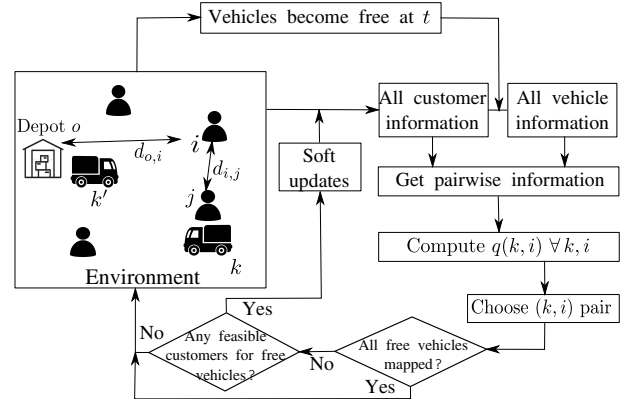 Vehicles become free at t
All customer
information
All vehicle
information
Depot o
d_{o,i}
i
d_{i,j}
j
k'
k
Environment
Soft
updates
Get pairwise information
Compute q(k, i) ∀ k, i
Choose (k, i) pair
Yes
No
Any feasible
customers for free
vehicles?
No
All free vehicles
mapped?
Yes